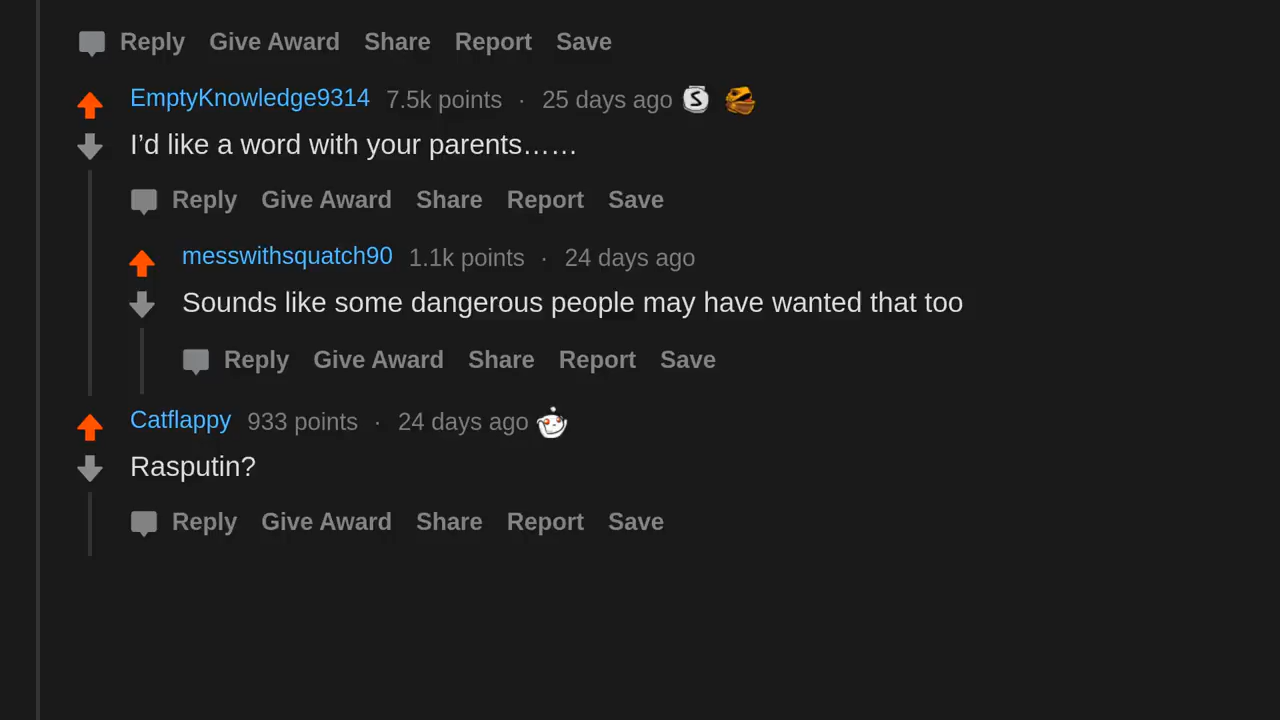 Reply Give Award Share Report Save
EmptyKnowledge9314 7.5k points · 25 days ago S
I’d like a word with your parents……
Reply Give Award Share Report Save
messwithsquatch90 1.1k points · 24 days ago
Sounds like some dangerous people may have wanted that too
Reply Give Award Share Report Save
Catflappy 933 points · 24 days ago
Rasputin?
Reply Give Award Share Report Save